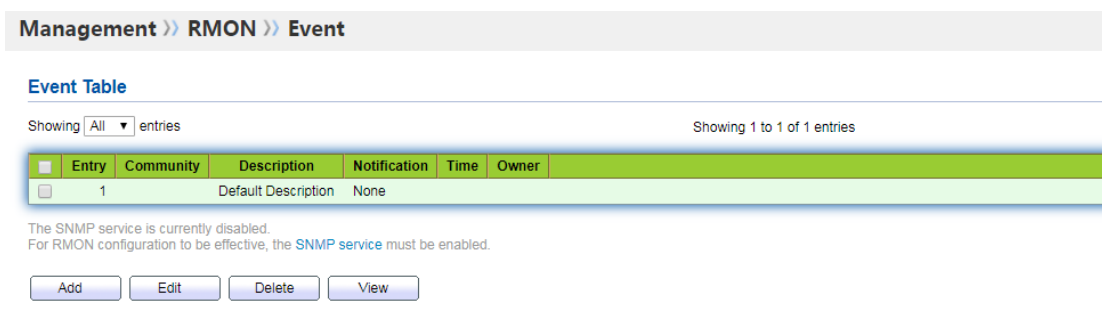 Management 》 RMON 》 Event
Event Table
Showing All ▼ entries Showing 1 to 1 of 1 entries
Entry Community Description Notification Time Owner
1 Default Description None
The SNMP service is currently disabled.
For RMON configuration to be effective, the SNMP service must be enabled.
Add Edit Delete View